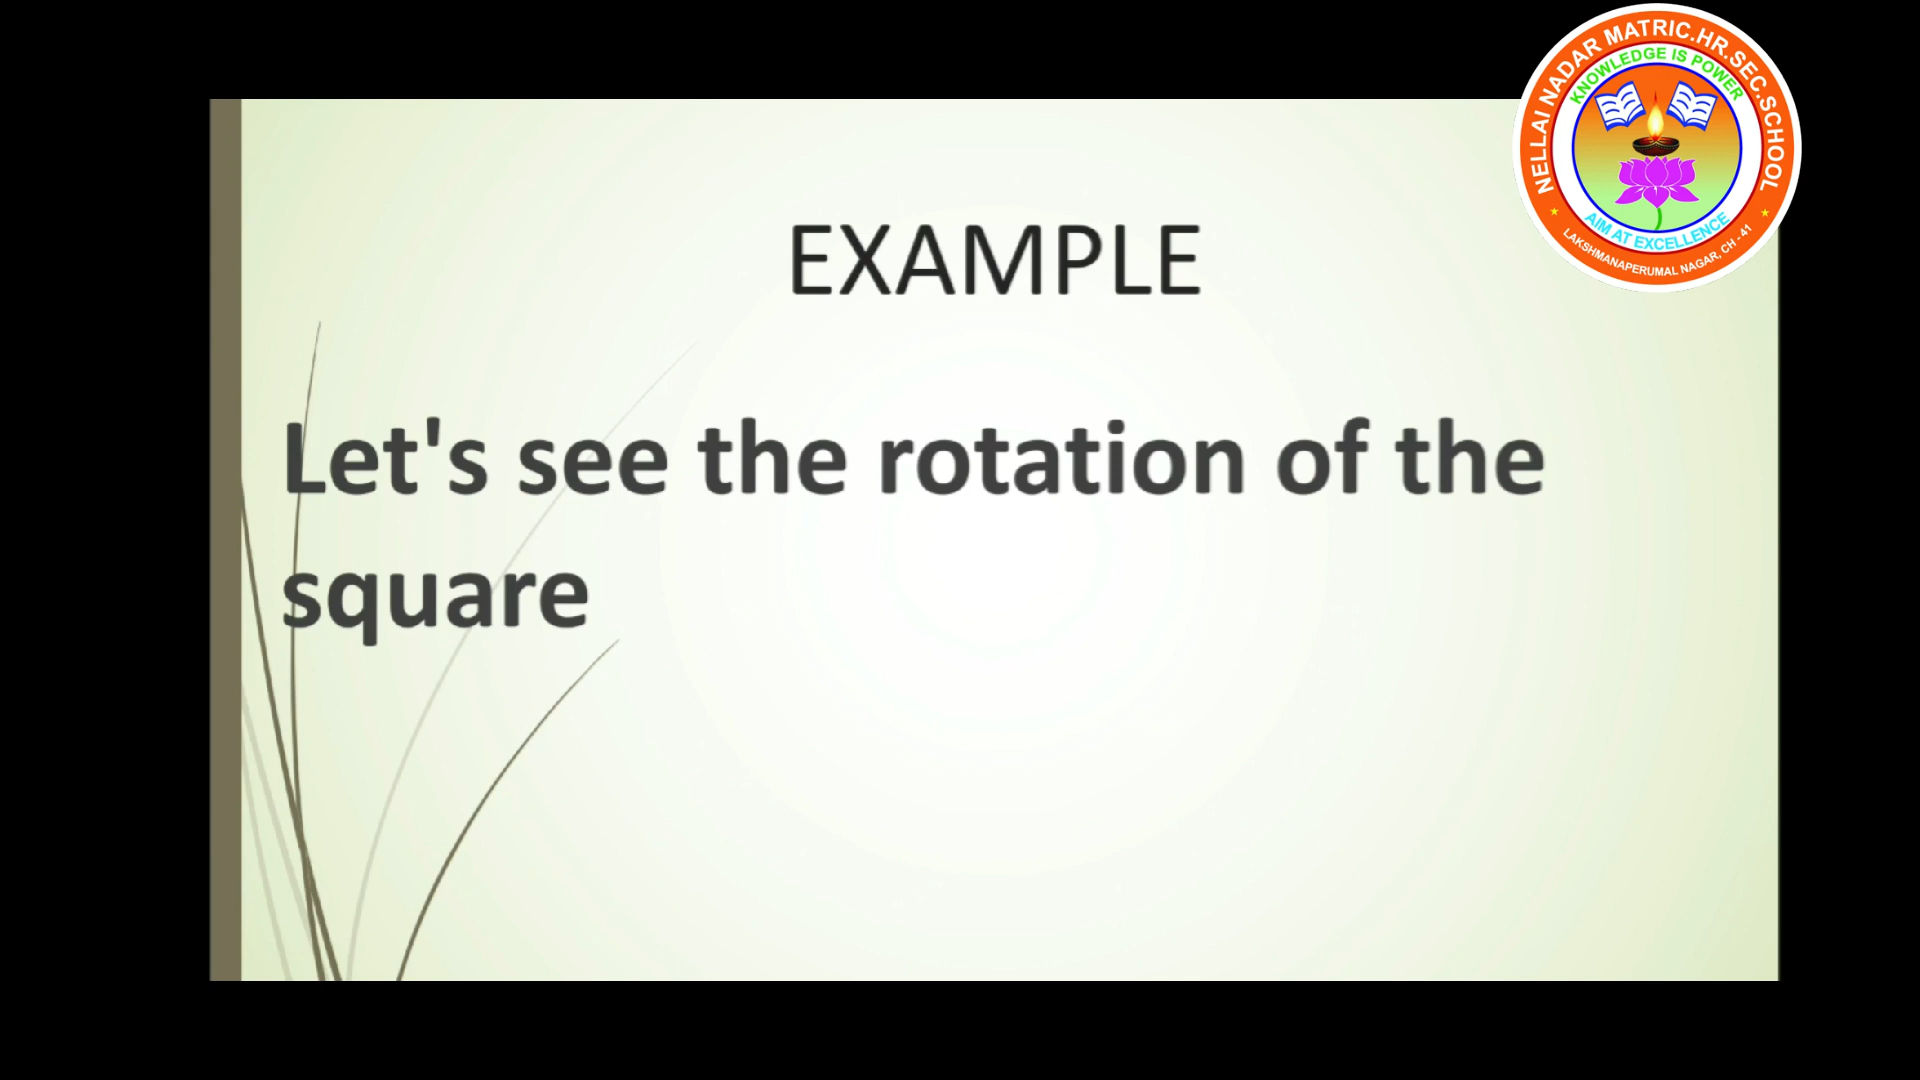 NELLAI NADAR MATRIC.HR.SEC.SCHOOL
KNOWLEDGE IS POWER
AIM AT EXCELLENCE
LAKSHMANAPERUMAL NAGAR, CH - 41
EXAMPLE
Let's see the rotation of the
square